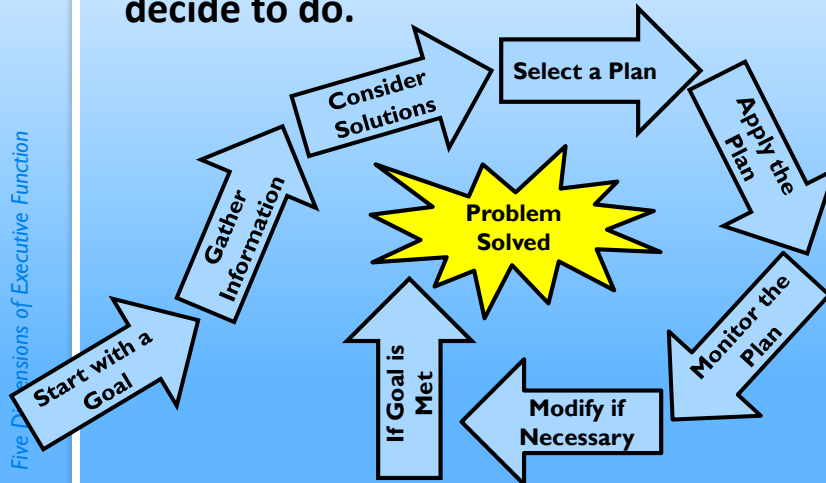 decide to do.
Start with a
Goal
Gather
Information
Consider
Solutions
Select a Plan
Apply the
Plan
Monitor the
Plan
Modify if
Necessary
If Goal is
Met
Problem
Solved
Five Dimensions of Executive Function